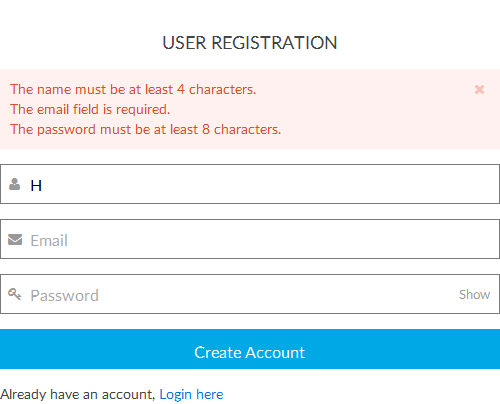 USER REGISTRATION
The name must be at least 4 characters.
The email field is required.
The password must be at least 8 characters.
H
Email
Password Show
Create Account
Already have an account, Login here